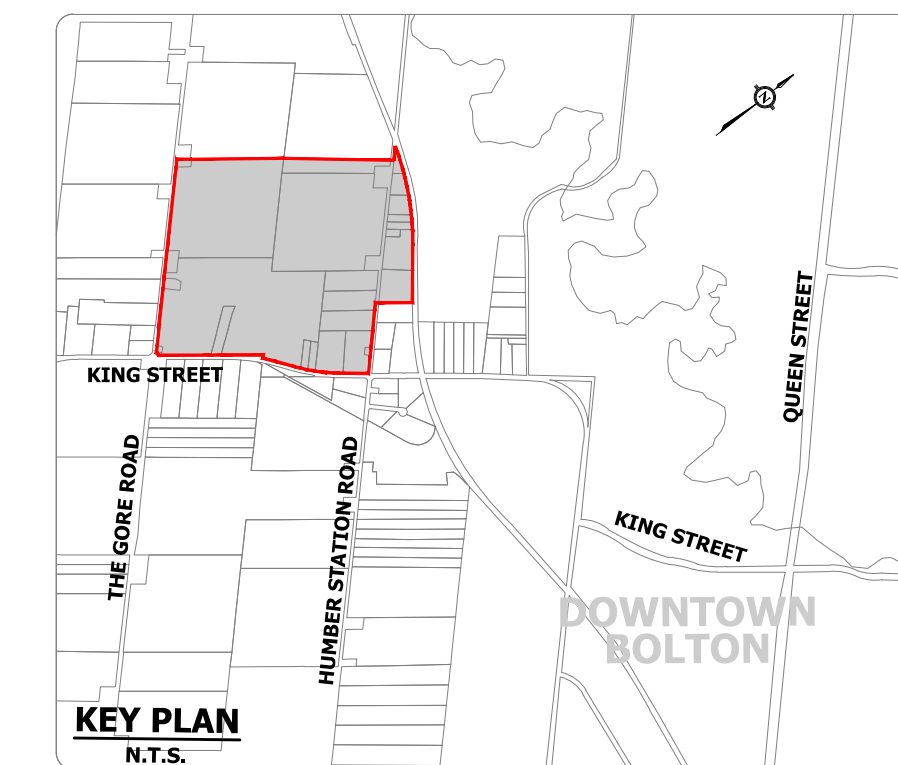 N
QUEEN STREET
KING STREET
THE GORE ROAD
HUMBER STATION ROAD
KING STREET
DOWNTOWN
BOLTON
KEY PLAN
N.T.S.